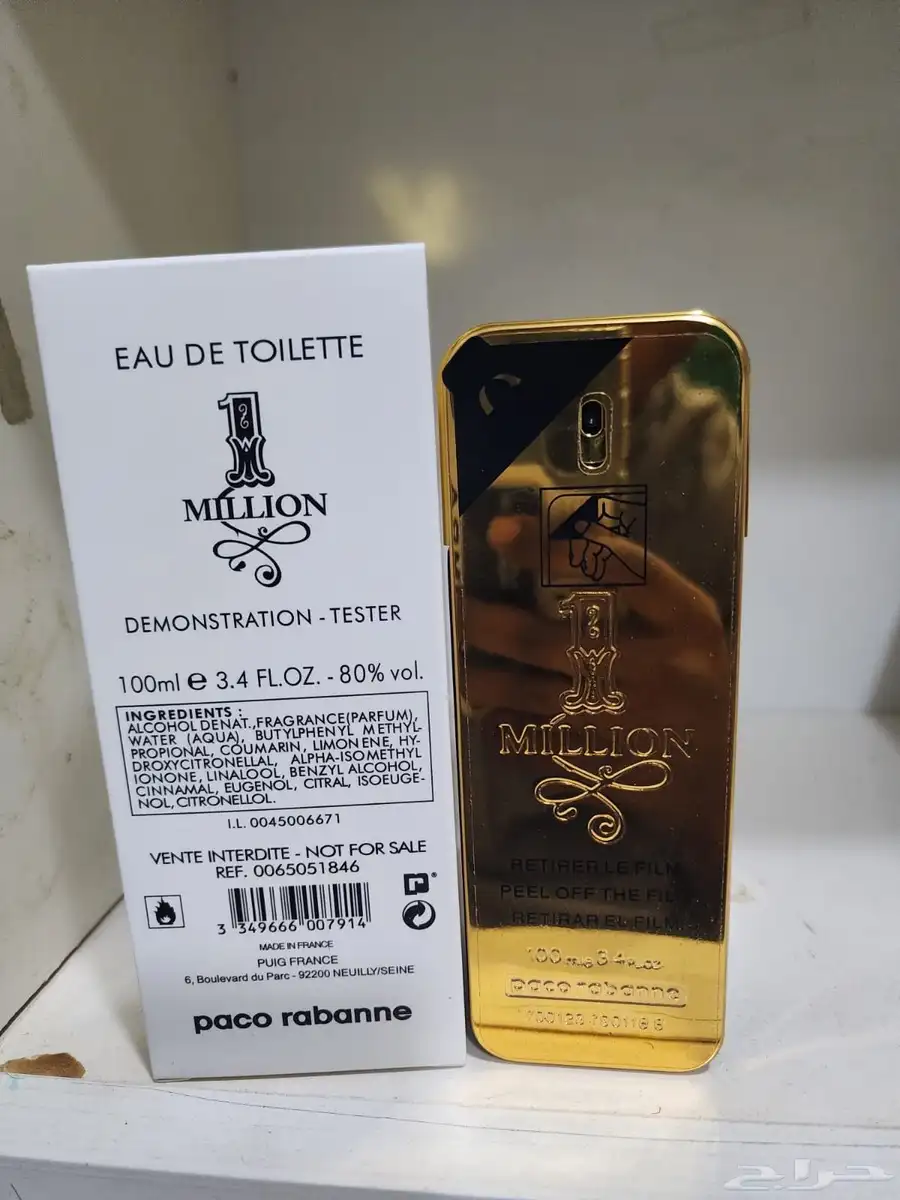 EAU DE TOILETTE
1
MILLION
DEMONSTRATION - TESTER
100ml e 3.4 FL.OZ. - 80% vol.
INGREDIENTS :
ALCOHOL DENAT., FRAGRANCE(PARFUM),
WATER (AQUA), BUTYLPHENYL METHYL-
PROPIONAL, COUMARIN, LIMONENE, HY-
DROXYCITRONELLAL, ALPHA-ISOMETHYL
IONONE, LINALOOL, BENZYL ALCOHOL,
CINNAMAL, EUGENOL, CITRAL, ISOEUGE-
NOL, CITRONELLOL.
I.L. 0045006671
VENTE INTERDITE - NOT FOR SALE
REF. 0065051846
3 349666 007914
MADE IN FRANCE
PUIG FRANCE
6, Boulevard du Parc - 92200 NEUILLY/SEINE
paco rabanne
1
MILLION
RETIRER LE FILM
PEEL OFF THE FIL
RETIRAR EL FILM
100 ml e 3.4 FL.OZ
paco rabanne
حراج